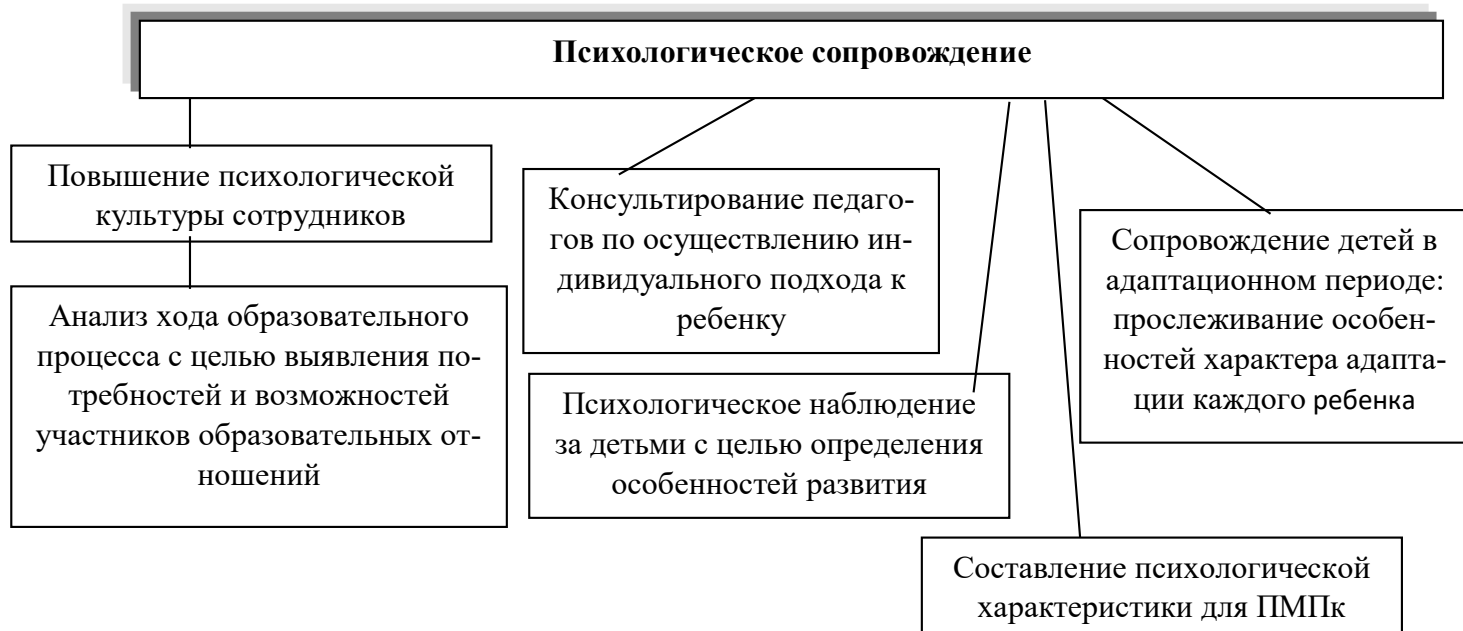 Психологическое сопровождение
Повышение психологической
культуры сотрудников
Анализ хода образовательного
процесса с целью выявления по-
требностей и возможностей
участников образовательных от-
ношений
Консультирование педаго-
гов по осуществлению ин-
дивидуального подхода к
ребенку
Психологическое наблюдение
за детьми с целью определения
особенностей развития
Сопровождение детей в
адаптационном периоде:
прослеживание особен-
ностей характера адапта-
ции каждого ребенка
Составление психологической
характеристики для ПМПк